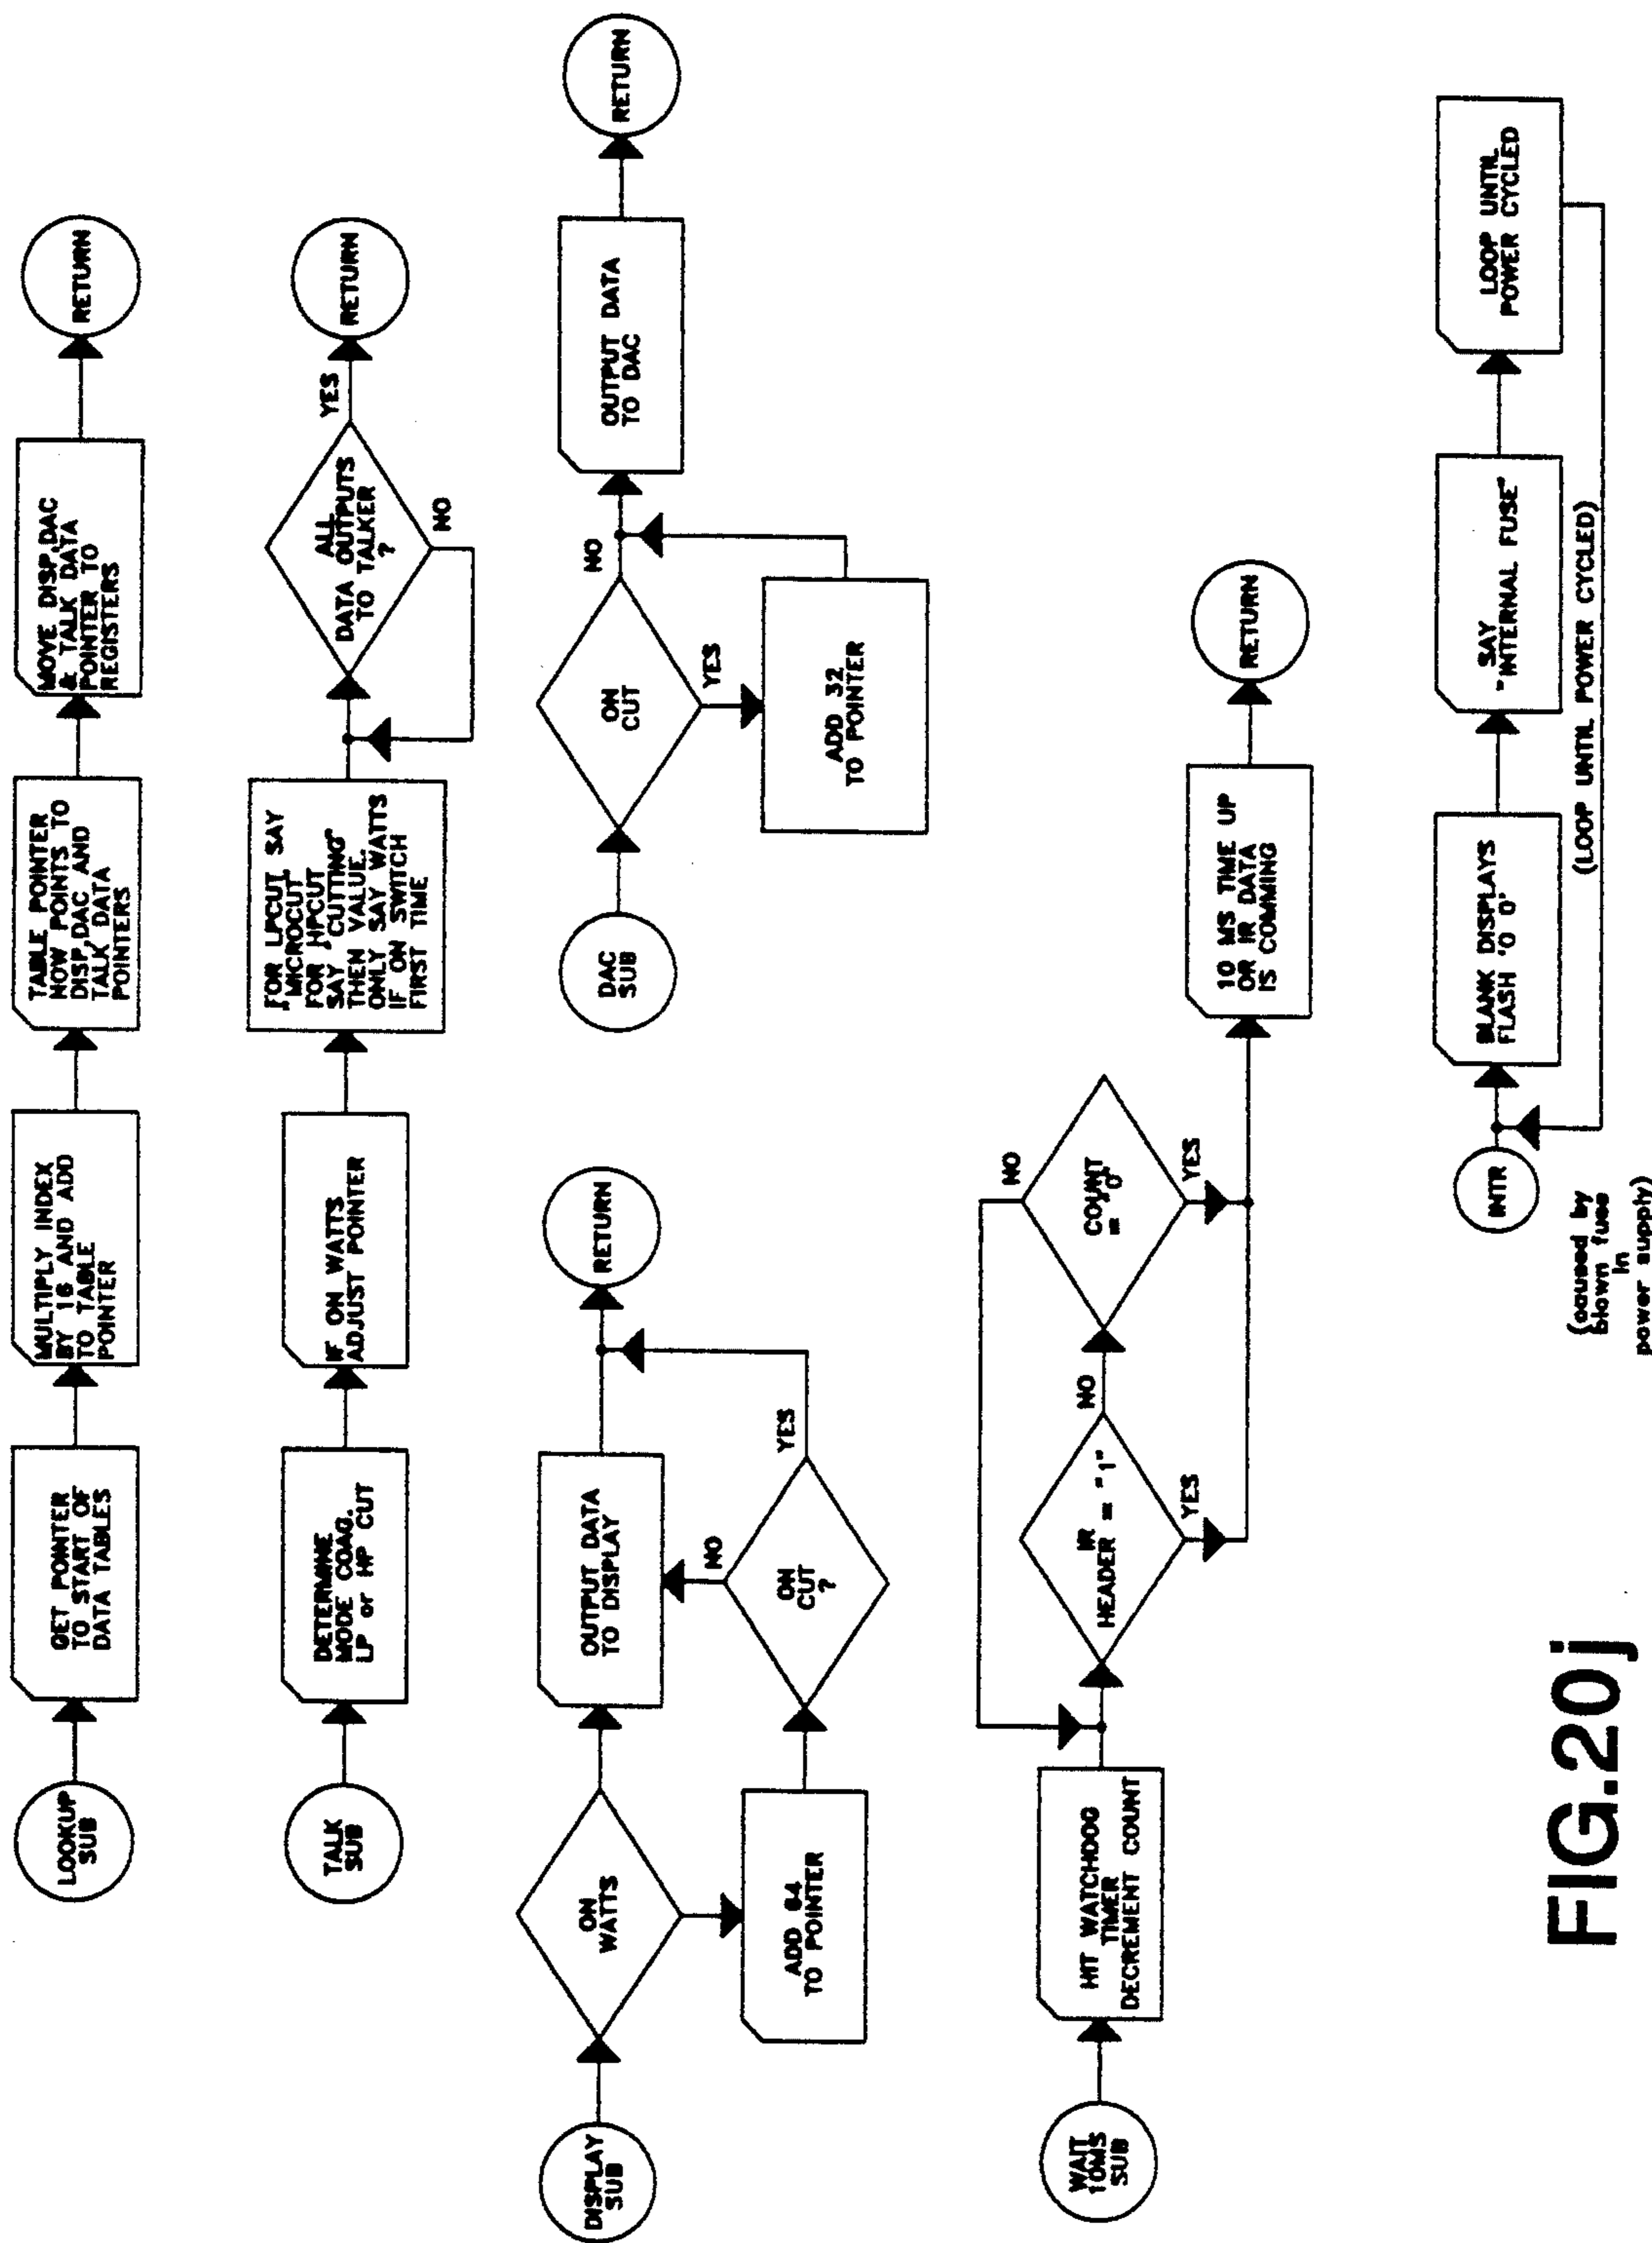 LOOKUP
SUB
GET POINTER
TO START OF
DATA TABLES
MULTIPLY INDEX
BY 16 AND ADD
TO TABLE
POINTER
TABLE POINTER
NOW POINTS TO
DISP,DAC AND
TALK DATA
POINTERS
MOVE DISP,DAC
& TALK DATA
POINTER TO
REGISTERS
RETURN
TALK
SUB
DETERMINE
MODE COAG.
LP or HP CUT
IF ON WATTS
ADJUST POINTER
FOR LPCUT, SAY
"MICROCUT"
FOR "HPCUT
SAY "CUTTING"
THEN VALUE.
ONLY SAY WATTS
IF ON SWITCH
FIRST TIME
ALL
DATA OUTPUTS
TO TALKER
?
YES
NO
RETURN
DISPLAY
SUB
ON
WATTS
ADD 64
TO POINTER
OUTPUT DATA
TO DISPLAY
NO
ON
CUT
?
YES
RETURN
DAC
SUB
ON
CUT
NO
YES
ADD 32
TO POINTER
OUTPUT DATA
TO DAC
RETURN
WAIT
10MS
SUB
HIT WATCHDOG
TIMER
DECREMENT COUNT
IR
HEADER = "1"
NO
YES
COUNT
= "0"
NO
YES
10 MS TIME UP
OR IR DATA
IS COMMING
RETURN
INTR
(caused by
blown fuse
in
power supply)
BLANK DISPLAYS
FLASH '0 0'
SAY
"INTERNAL FUSE"
LOOP UNTIL
POWER CYCLED
(LOOP UNTIL POWER CYCLED)
FIG.20j